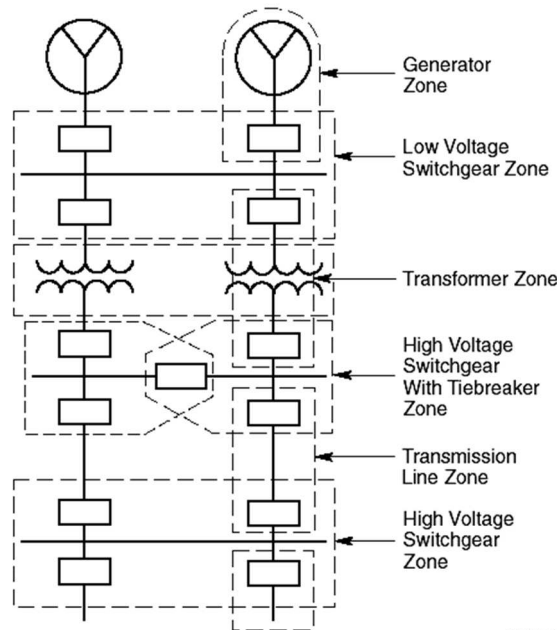 Generator
Zone
Low Voltage
Switchgear Zone
Transformer Zone
High Voltage
Switchgear
With Tiebreaker
Zone
Transmission
Line Zone
High Voltage
Switchgear
Zone